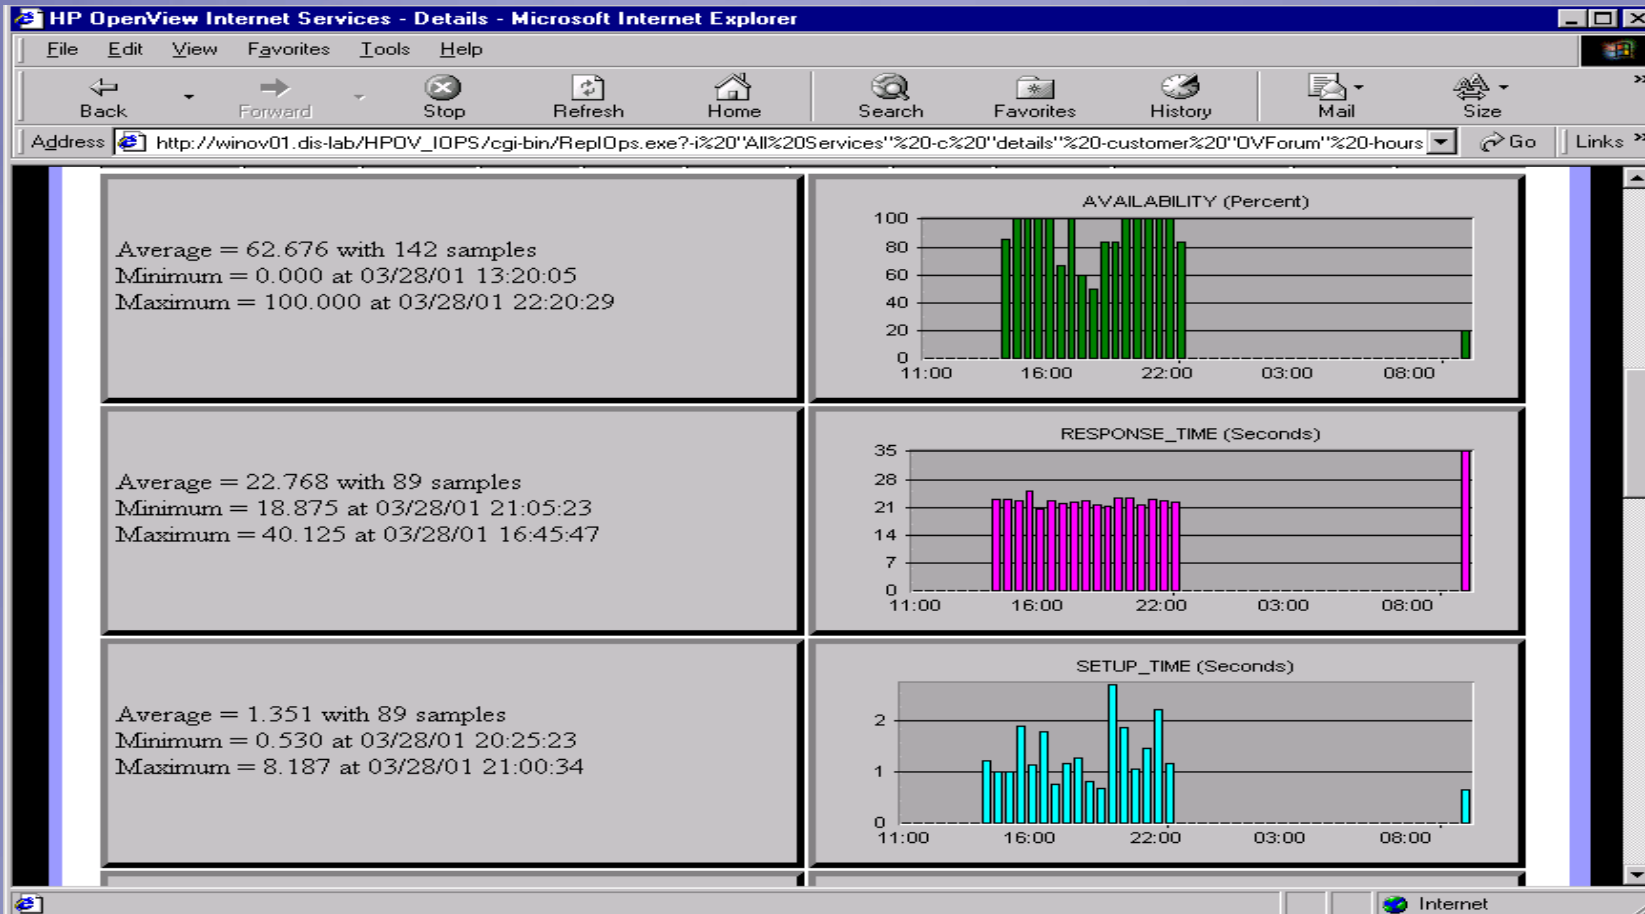 HP OpenView Internet Services - Details - Microsoft Internet Explorer
File Edit View Favorites Tools Help
Back Forward Stop Refresh Home Search Favorites History Mail Size »
Address http://winov01.dis-lab/HPOV_IOPS/cgi-bin/ReplOps.exe?-i%20"All%20Services"%20-c%20"details"%20-customer%20"OVForum"%20-hours Go Links »
Average = 62.676 with 142 samples
Minimum = 0.000 at 03/28/01 13:20:05
Maximum = 100.000 at 03/28/01 22:20:29
AVAILABILITY (Percent)
100
80
60
40
20
0
11:00 16:00 22:00 03:00 08:00
Average = 22.768 with 89 samples
Minimum = 18.875 at 03/28/01 21:05:23
Maximum = 40.125 at 03/28/01 16:45:47
RESPONSE_TIME (Seconds)
35
28
21
14
7
0
11:00 16:00 22:00 03:00 08:00
Average = 1.351 with 89 samples
Minimum = 0.530 at 03/28/01 20:25:23
Maximum = 8.187 at 03/28/01 21:00:34
SETUP_TIME (Seconds)
2
1
0
11:00 16:00 22:00 03:00 08:00
Internet